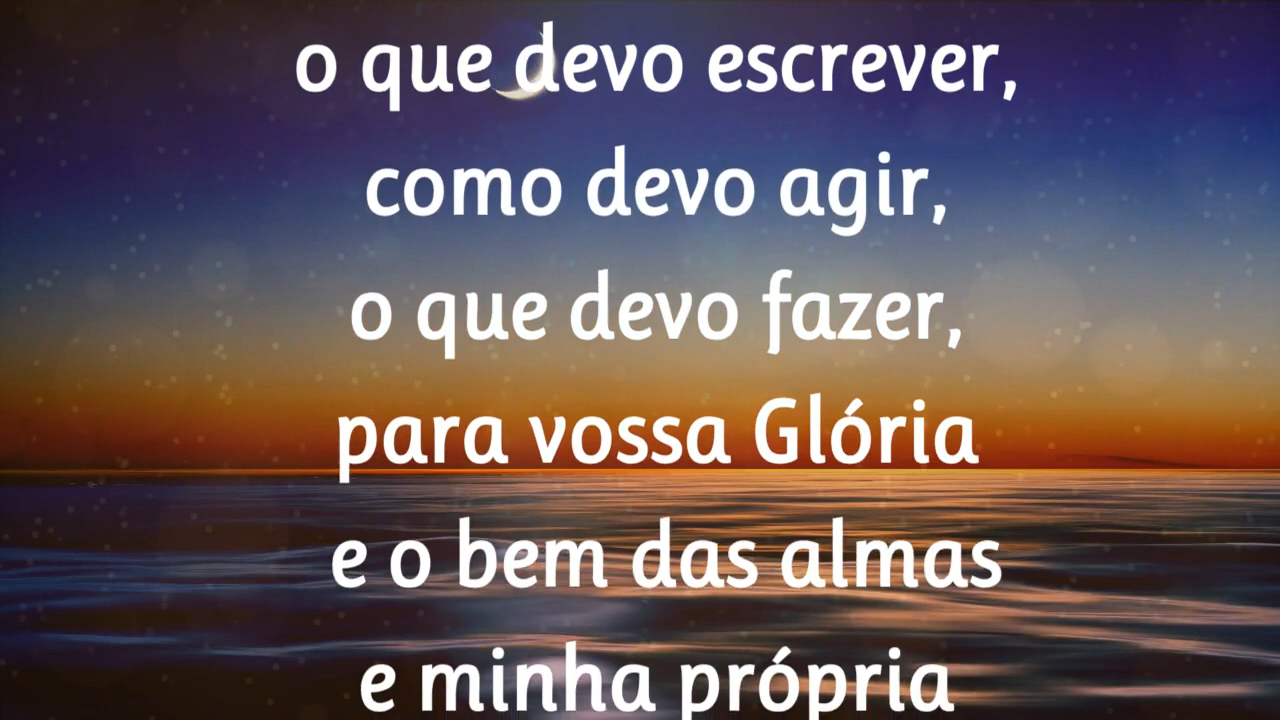 o que devo escrever,
como devo agir,
o que devo fazer,
para vossa Glória
e o bem das almas
e minha própria